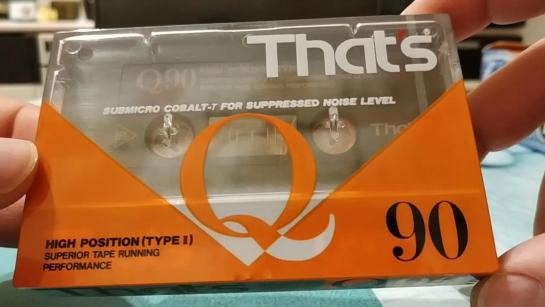 That's
Q90
SUBMICRO COBALT-γ FOR SUPPRESSED NOISE LEVEL
That's
Q
90
HIGH POSITION (TYPE II)
SUPERIOR TAPE RUNNING
PERFORMANCE